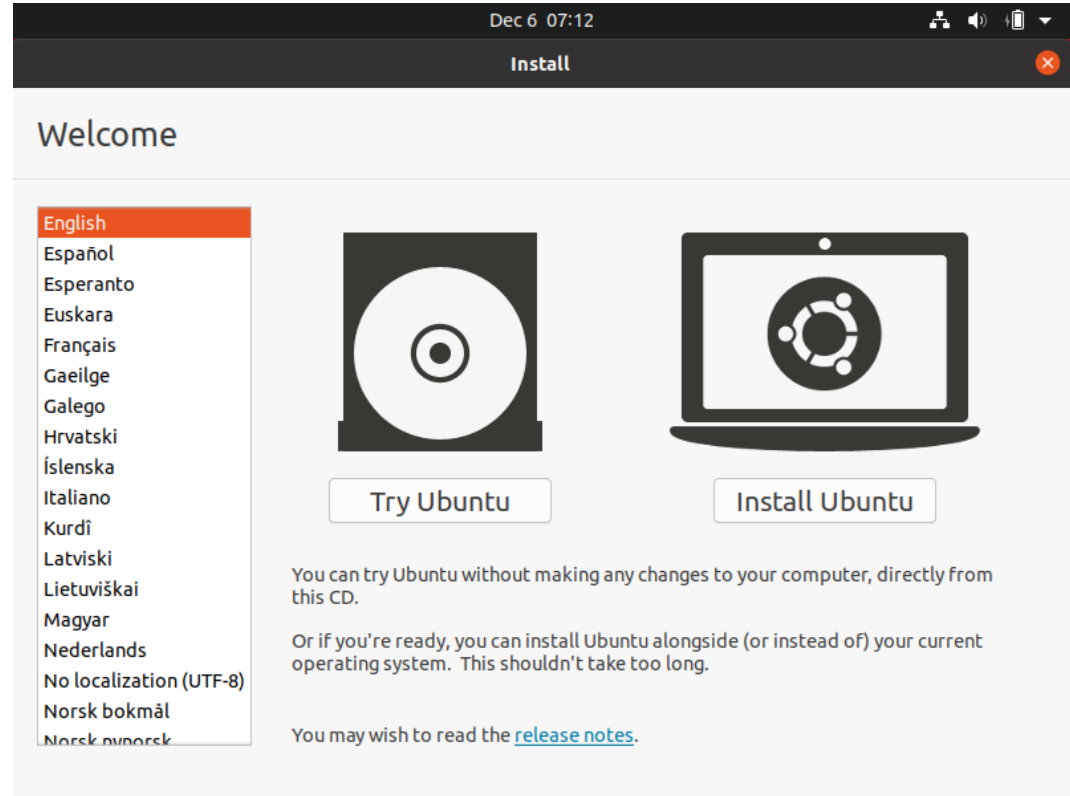 Dec 6 07:12
Install
Welcome
English
Español
Esperanto
Euskara
Français
Gaeilge
Galego
Hrvatski
Íslenska
Italiano
Kurdî
Latviski
Lietuviškai
Magyar
Nederlands
No localization (UTF-8)
Norsk bokmål
Norsk nynorsk
Try Ubuntu
Install Ubuntu
You can try Ubuntu without making any changes to your computer, directly from
this CD.
Or if you're ready, you can install Ubuntu alongside (or instead of) your current
operating system. This shouldn't take too long.
You may wish to read the release notes.